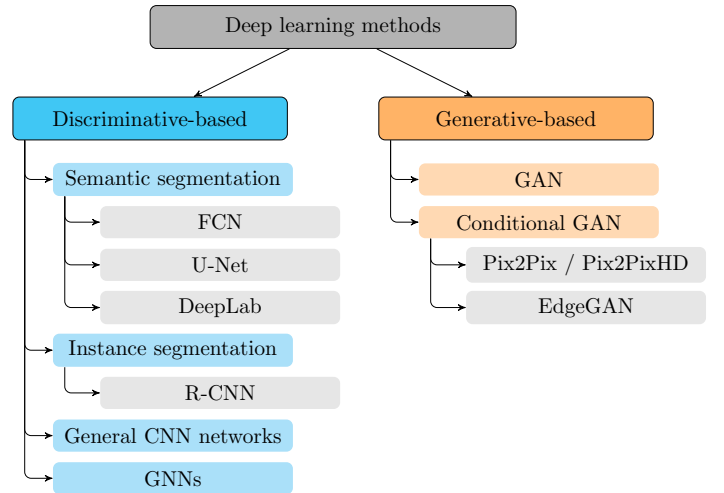 Deep learning methods
Discriminative-based
Semantic segmentation
FCN
U-Net
DeepLab
Instance segmentation
R-CNN
General CNN networks
GNNs
Generative-based
GAN
Conditional GAN
Pix2Pix / Pix2PixHD
EdgeGAN